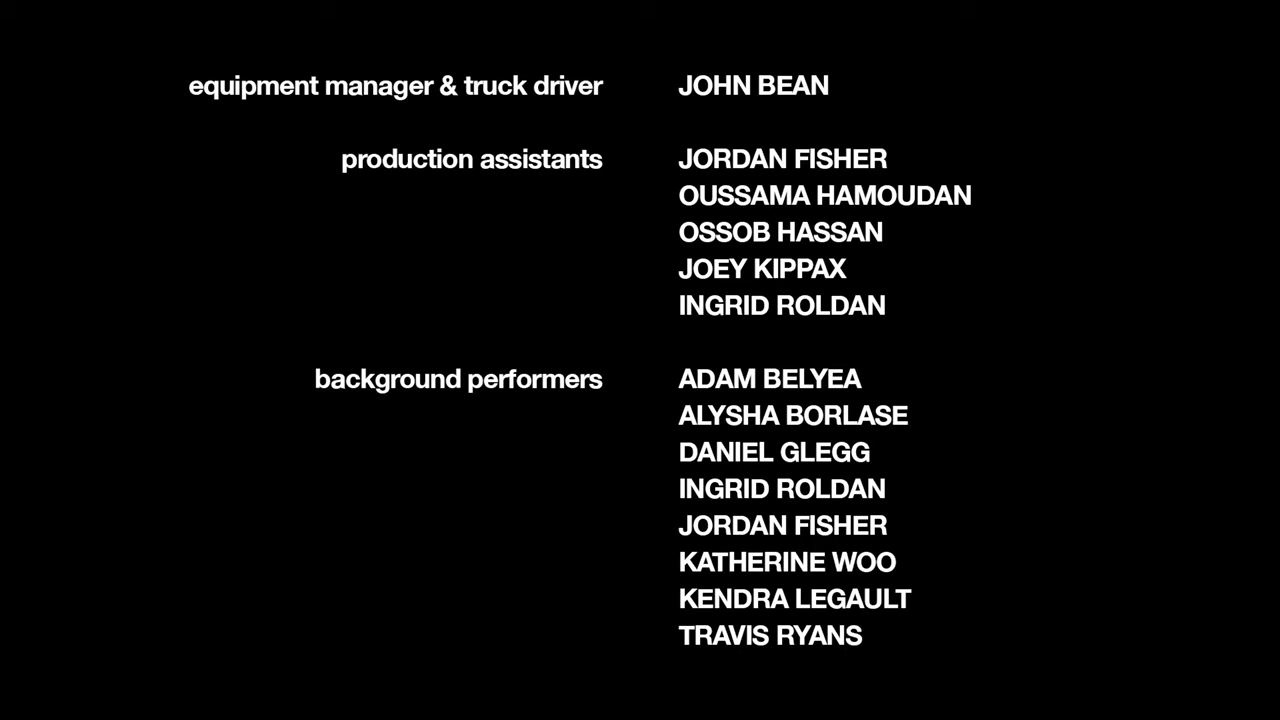 equipment manager & truck driver JOHN BEAN
production assistants JORDAN FISHER
OUSSAMA HAMOUDAN
OSSOB HASSAN
JOEY KIPPAX
INGRID ROLDAN
background performers ADAM BELYEA
ALYSHA BORLASE
DANIEL GLEGG
INGRID ROLDAN
JORDAN FISHER
KATHERINE WOO
KENDRA LEGAULT
TRAVIS RYANS